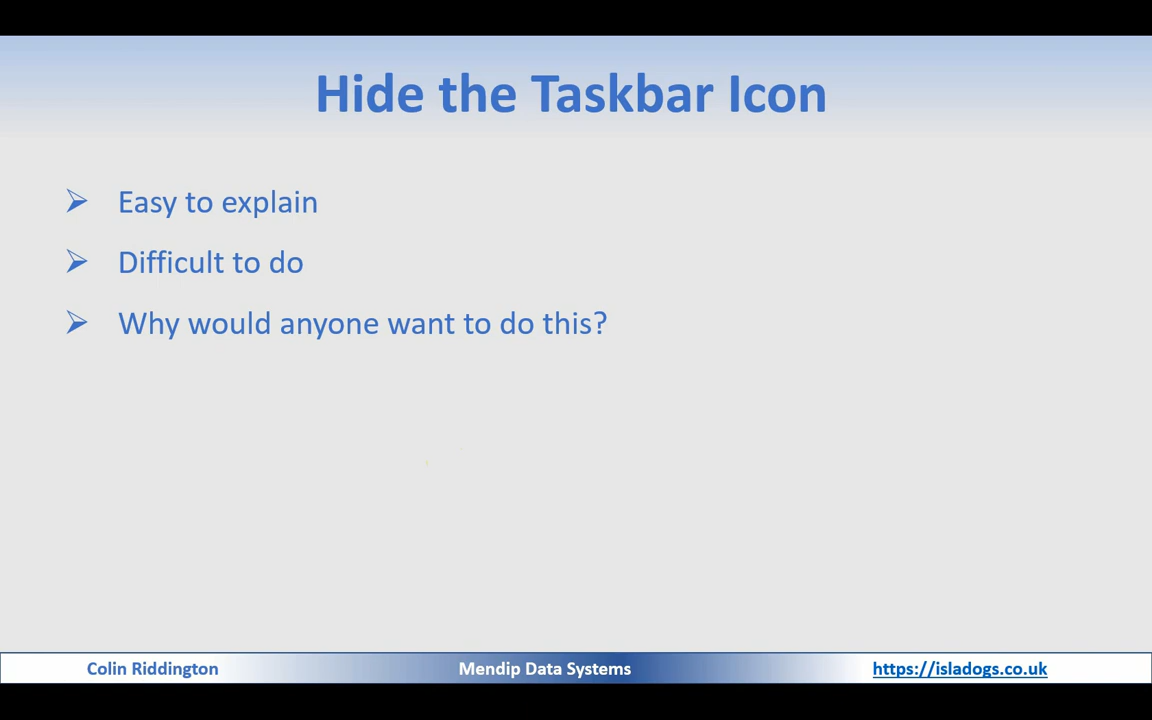 Hide the Taskbar Icon
Easy to explain
Difficult to do
Why would anyone want to do this?
Colin Riddington
Mendip Data Systems
https://isladogs.co.uk